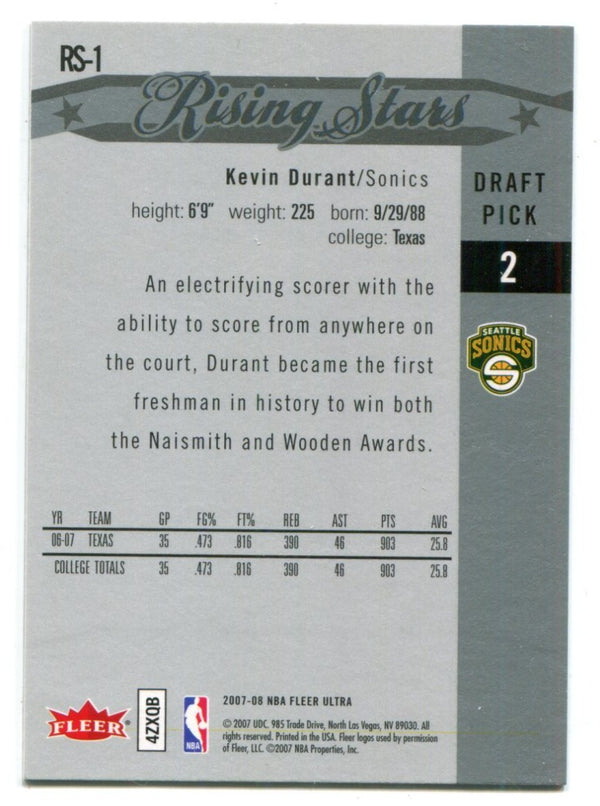 RS-1
Rising Stars
Kevin Durant/Sonics
height: 6'9" weight: 225 born: 9/29/88
college: Texas
DRAFT
PICK
2
SEATTLE
SONICS
An electrifying scorer with the
ability to score from anywhere on
the court, Durant became the first
freshman in history to win both
the Naismith and Wooden Awards.
YR TEAM GP FG% FT% REB AST PTS AVG
06-07 TEXAS 35 .473 .816 390 46 903 25.8
COLLEGE TOTALS 35 .473 .816 390 46 903 25.8
FLEER
4ZXQB
NBA
2007-08 NBA FLEER ULTRA
© 2007 UDC, 985 Trade Drive, North Las Vegas, NV 89030. All
rights reserved. Printed in the USA. Fleer logos used by permission
of Fleer, LLC. ©2007 NBA Properties, Inc.